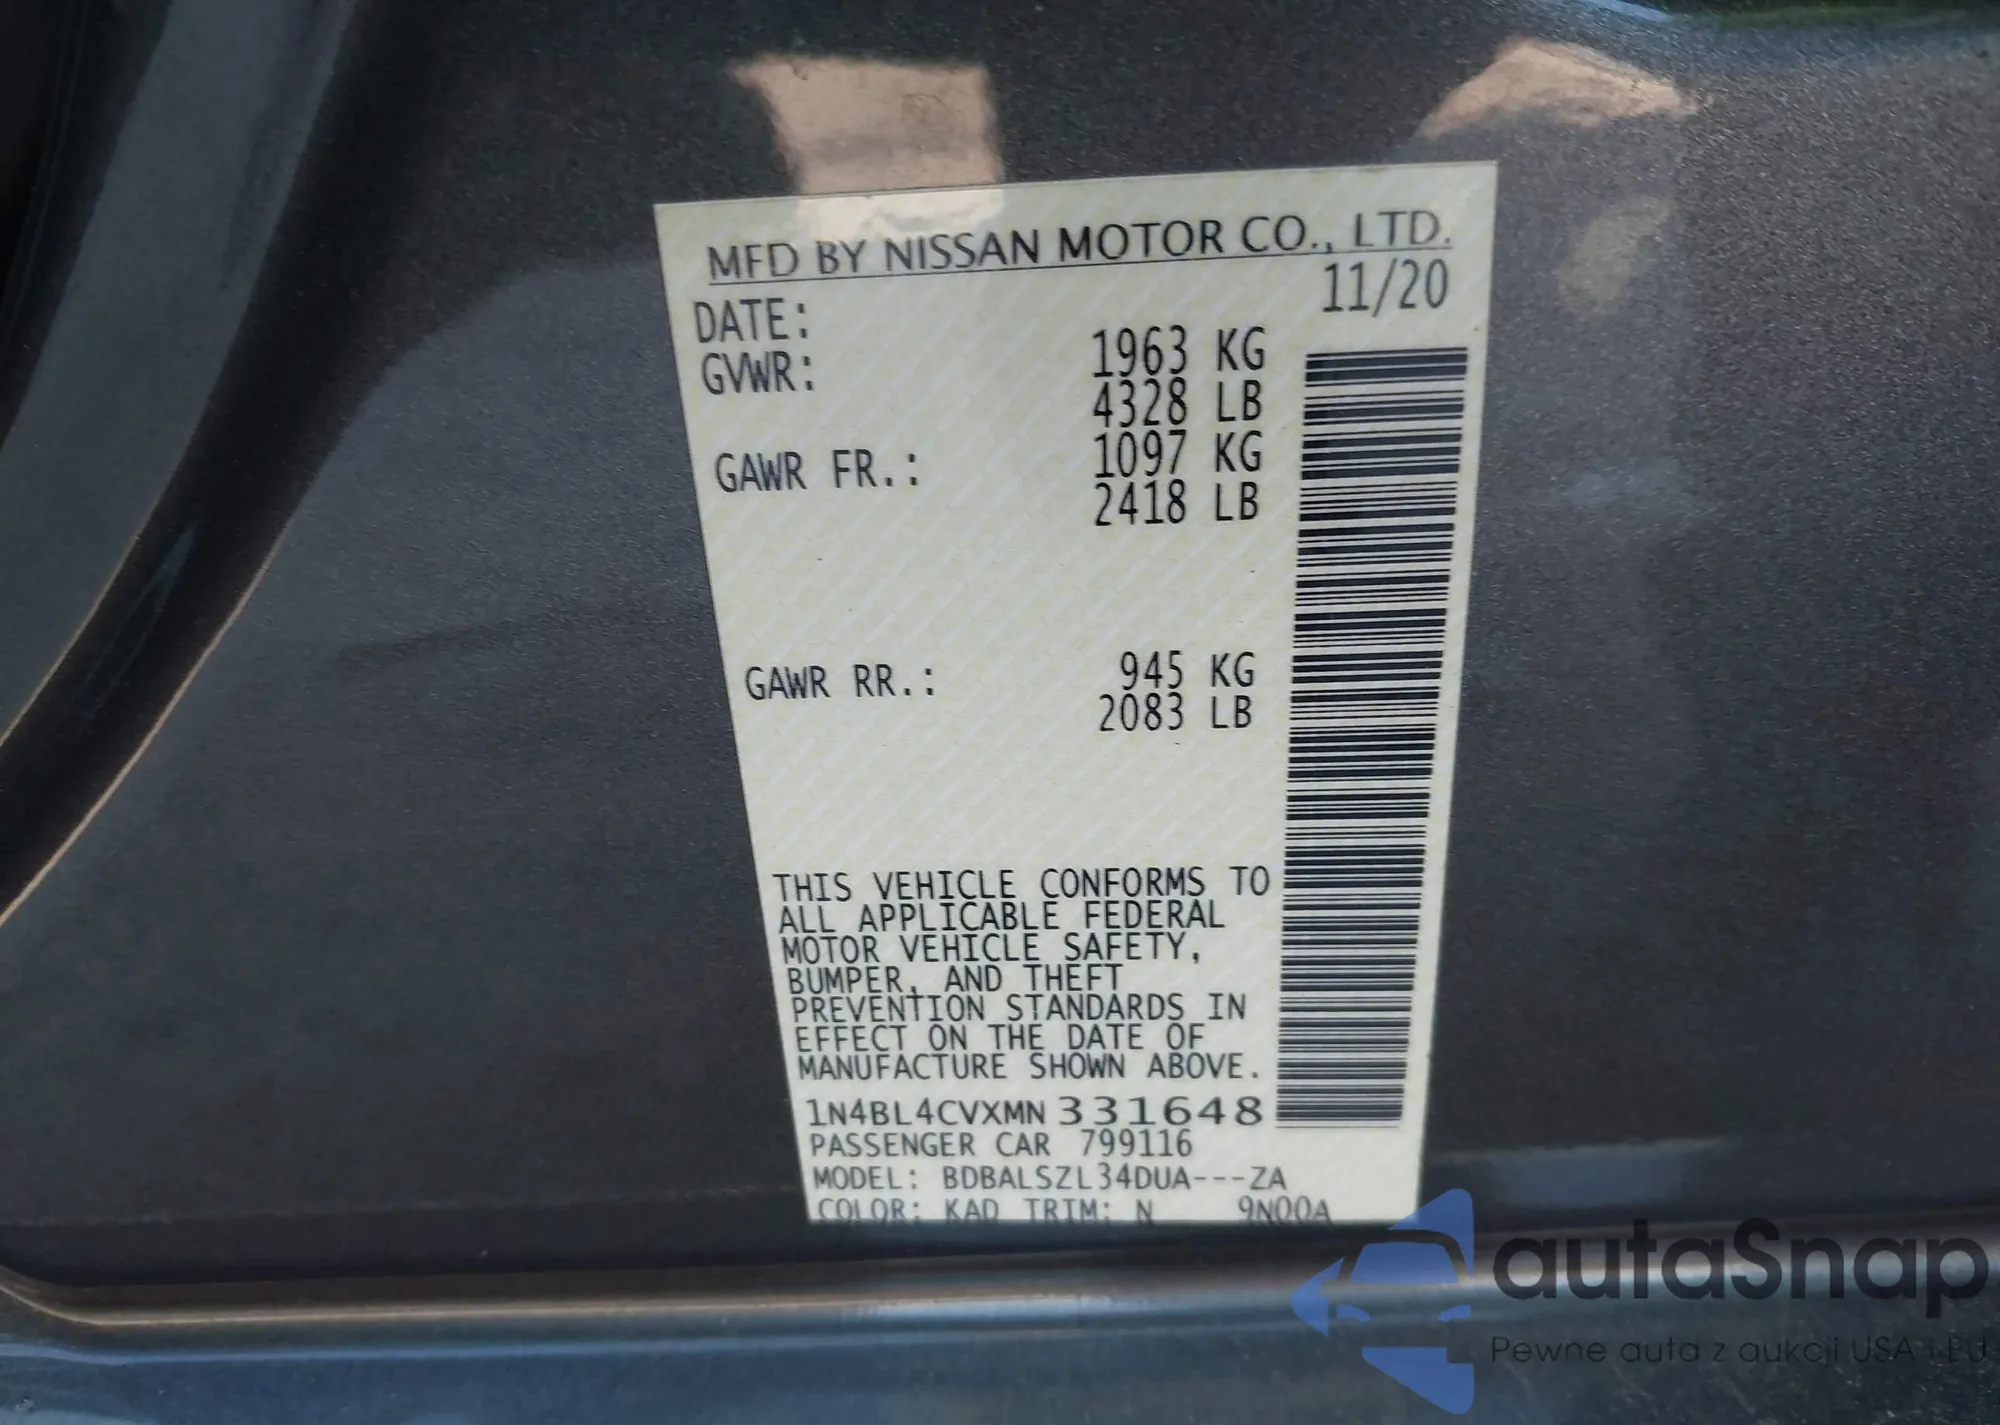 MFD BY NISSAN MOTOR CO., LTD.
DATE: 11/20
GVWR: 1963 KG
4328 LB
GAWR FR.: 1097 KG
2418 LB
GAWR RR.: 945 KG
2083 LB
THIS VEHICLE CONFORMS TO
ALL APPLICABLE FEDERAL
MOTOR VEHICLE SAFETY,
BUMPER, AND THEFT
PREVENTION STANDARDS IN
EFFECT ON THE DATE OF
MANUFACTURE SHOWN ABOVE.
1N4BL4CVXMN331648
PASSENGER CAR 799116
MODEL: BDBALSZL34DUA---ZA
COLOR: KAD TRIM: N 9N00A
autaSnap
Pewne auta z aukcji USA i EU